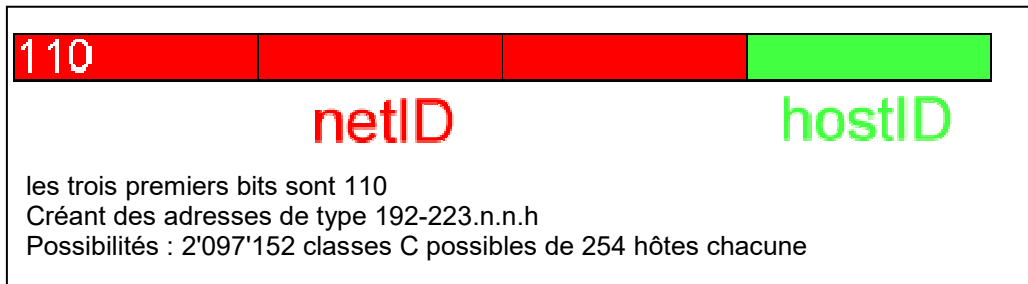 110
netID hostID
les trois premiers bits sont 110
Créant des adresses de type 192-223.n.n.h
Possibilités : 2'097'152 classes C possibles de 254 hôtes chacune